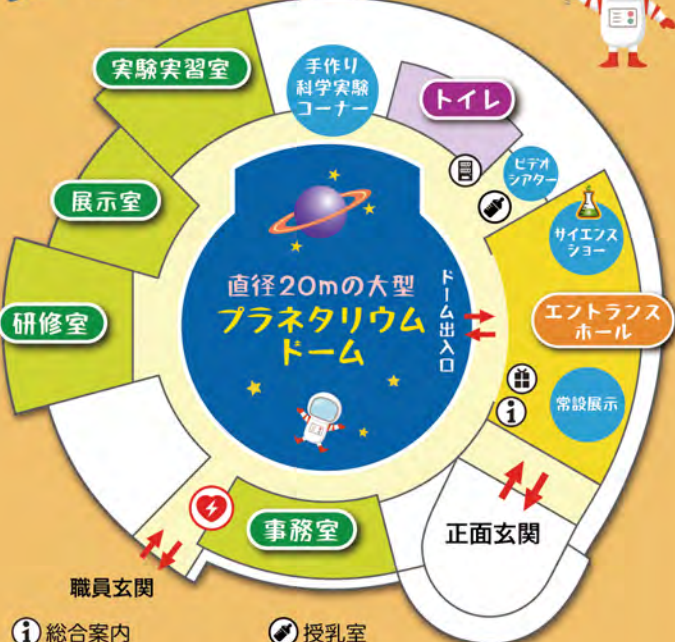 実験実習室
手作り
科学実験
コーナー
トイレ
ビデオ
シアター
展示室
サイエンス
ショー
直径20mの大型
プラネタリウム
ドーム
ドーム出入口
エントランス
ホール
研修室
常設展示
事務室
正面玄関
職員玄関
i 総合案内
授乳室